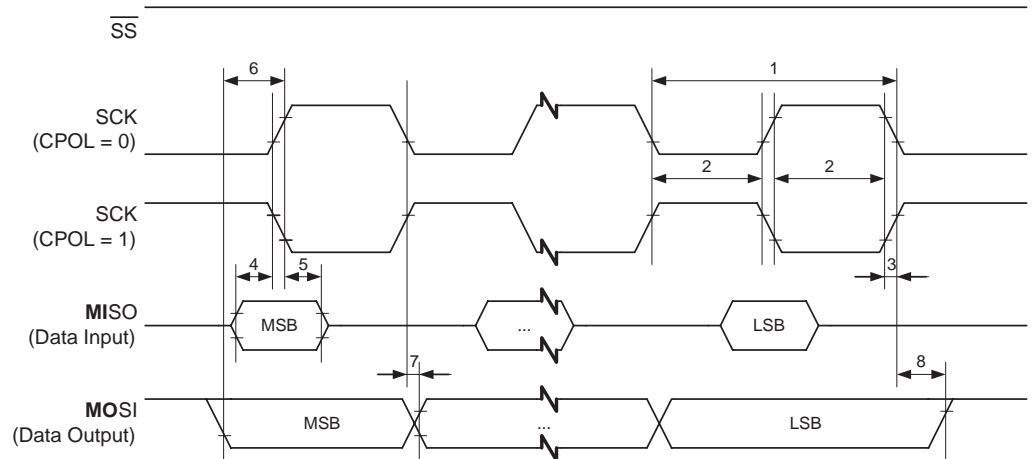 SS
6
1
SCK
(CPOL = 0)
2
2
SCK
(CPOL = 1)
4
5
3
MISO
(Data Input)
MSB
...
LSB
7
8
MOSI
(Data Output)
MSB
...
LSB